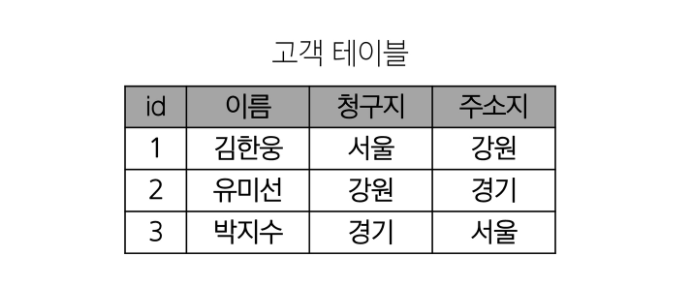 고객 테이블
id 이름 청구지 주소지
1 김한웅 서울 강원
2 유미선 강원 경기
3 박지수 경기 서울